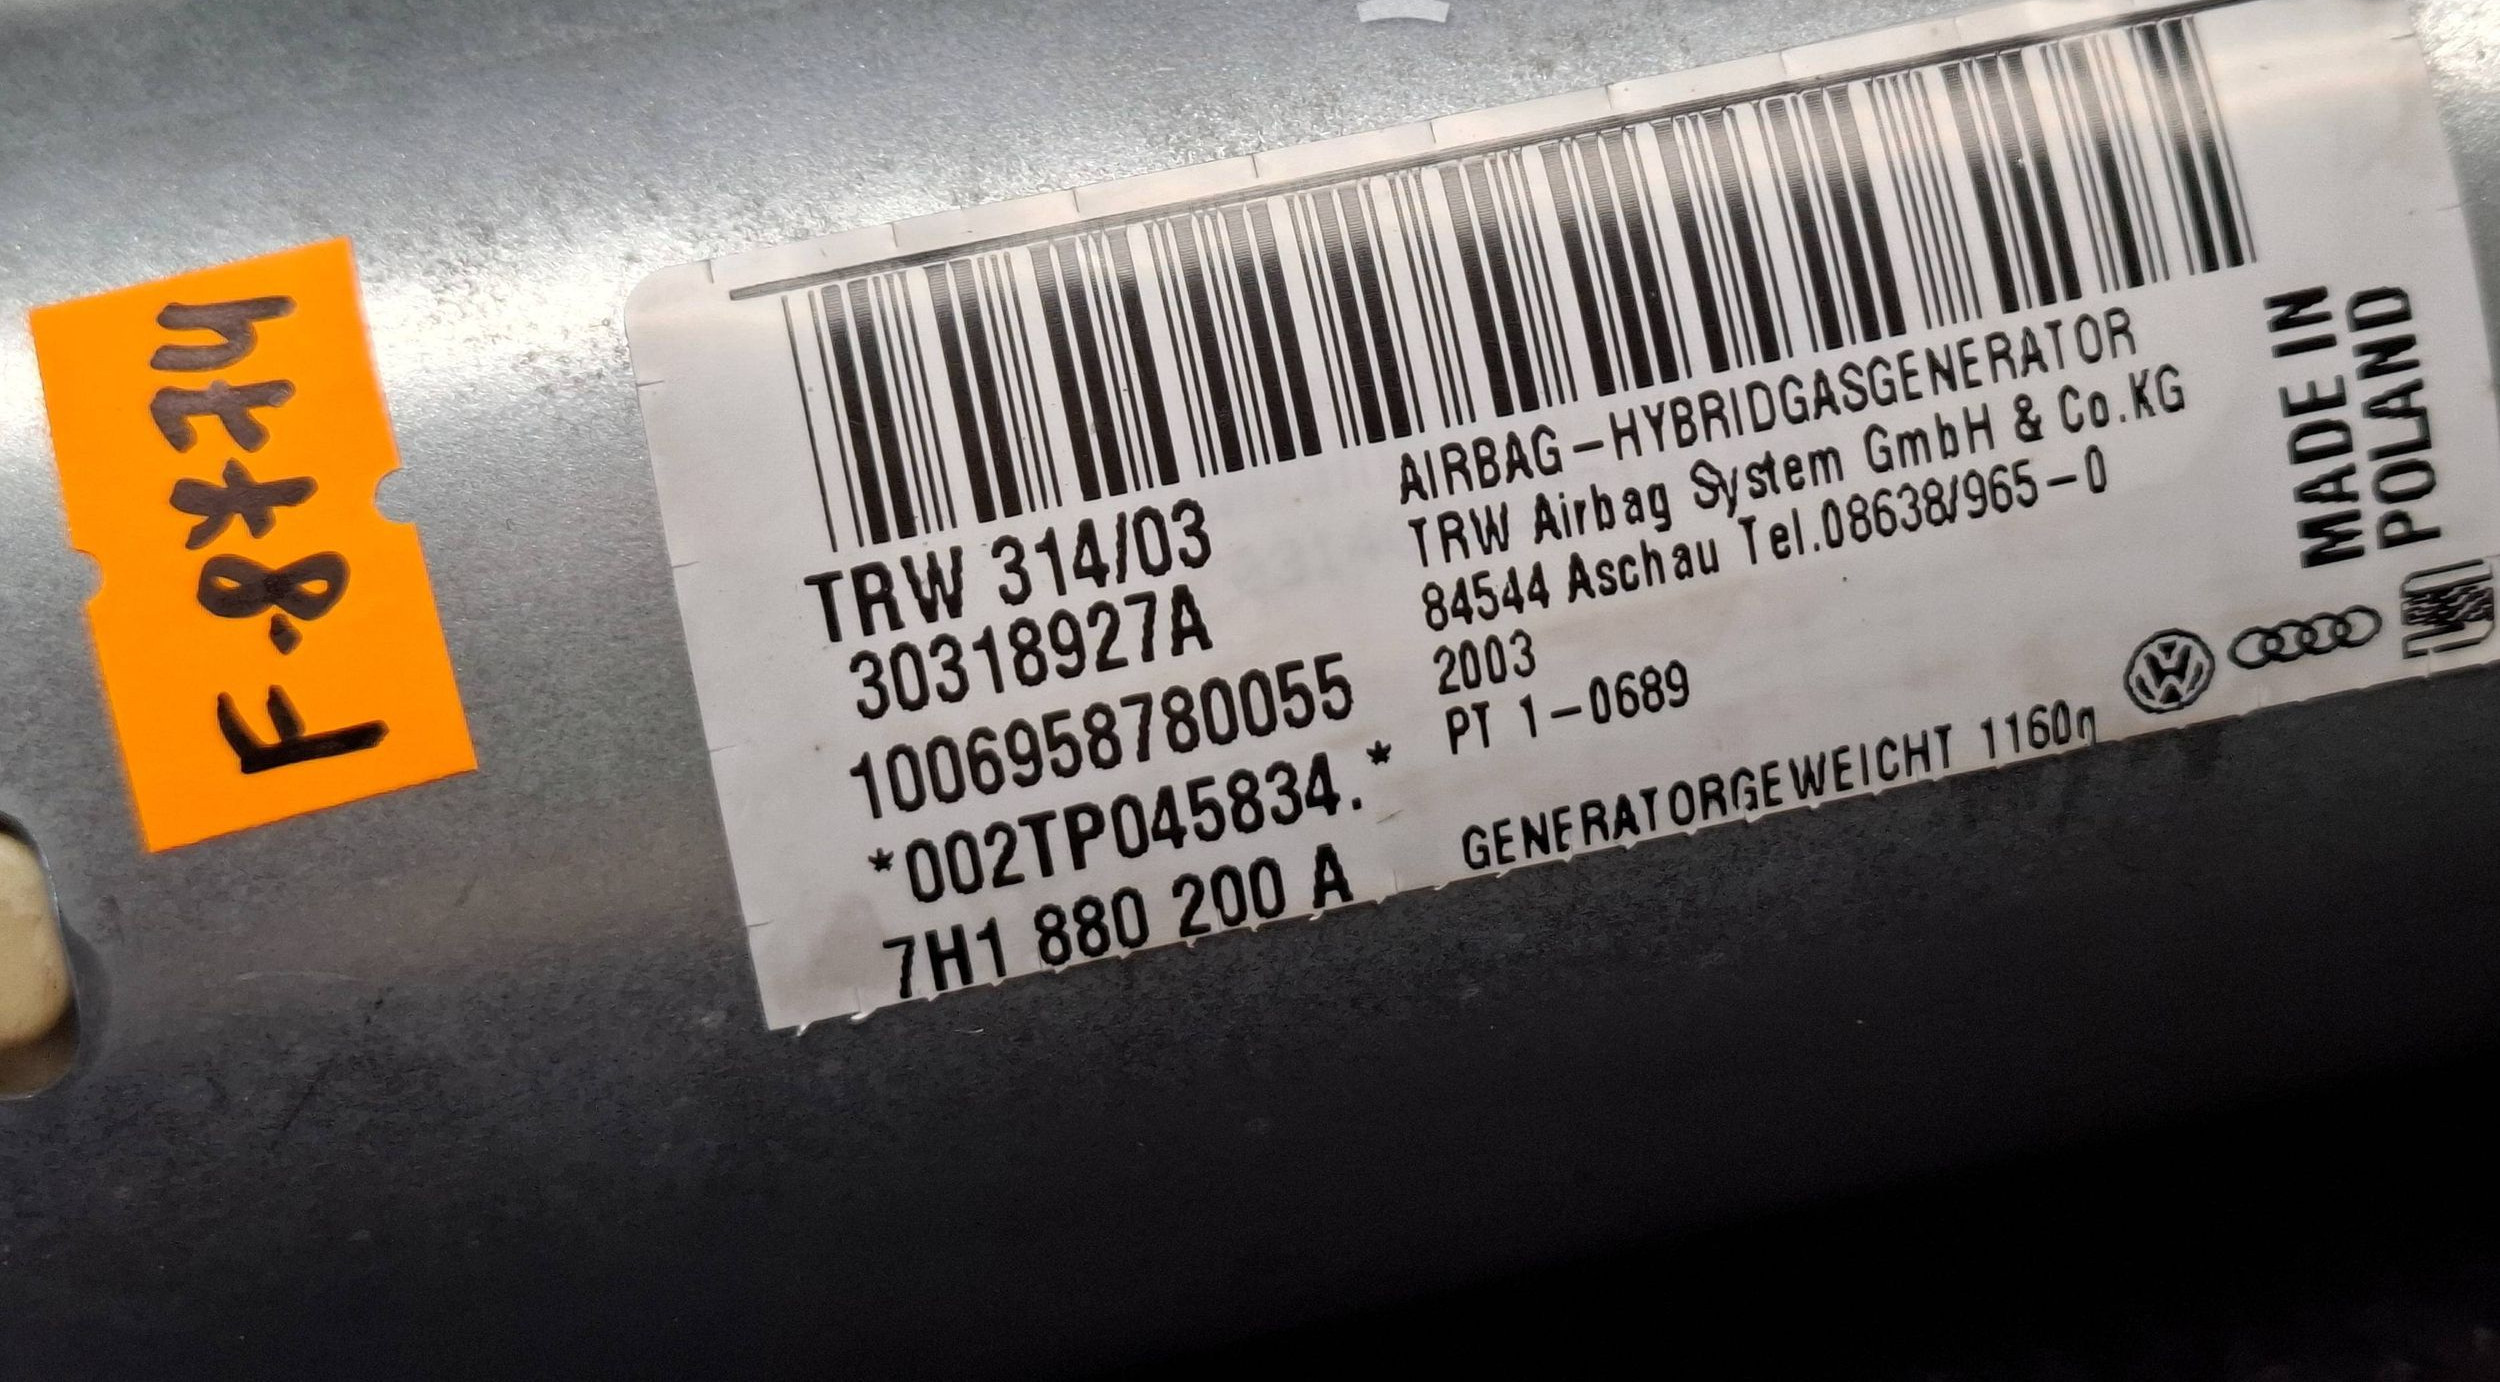 F-8*74
TRW 314/03
30318927A
1006958780055
*002TP045834.*
7H1 880 200 A
AIRBAG-HYBRIDGASGENERATOR
TRW Airbag System GmbH & Co.KG
84544 Aschau Tel.08638/965-0
2003
PT 1-0689
GENERATORGEWEICHT 1160g
MADE IN
POLAND